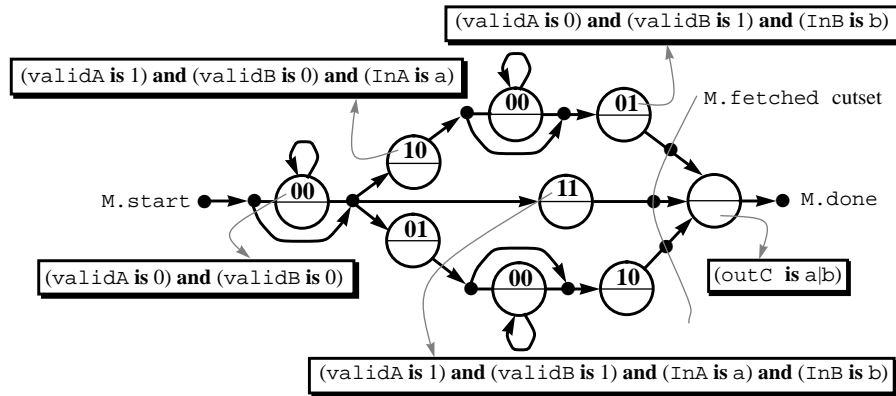 (validA is 0) and (validB is 1) and (InB is b)
(validA is 1) and (validB is 0) and (InA is a)
00
01
M.fetched cutset
10
00
11
M.start
M.done
01
(validA is 0) and (validB is 0)
00
10
(outC is a|b)
(validA is 1) and (validB is 1) and (InA is a) and (InB is b)